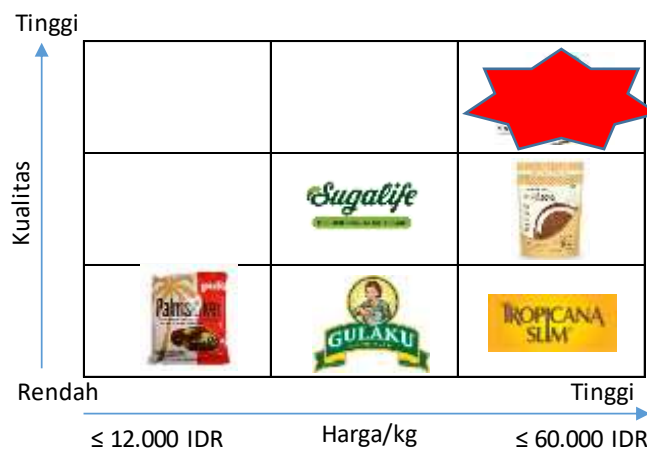 Tinggi
Kualitas
Sugalife
Palmsuiker
GULAKU
TROPICANA
SLIM
Rendah
Tinggi
≤ 12.000 IDR
Harga/kg
≤ 60.000 IDR